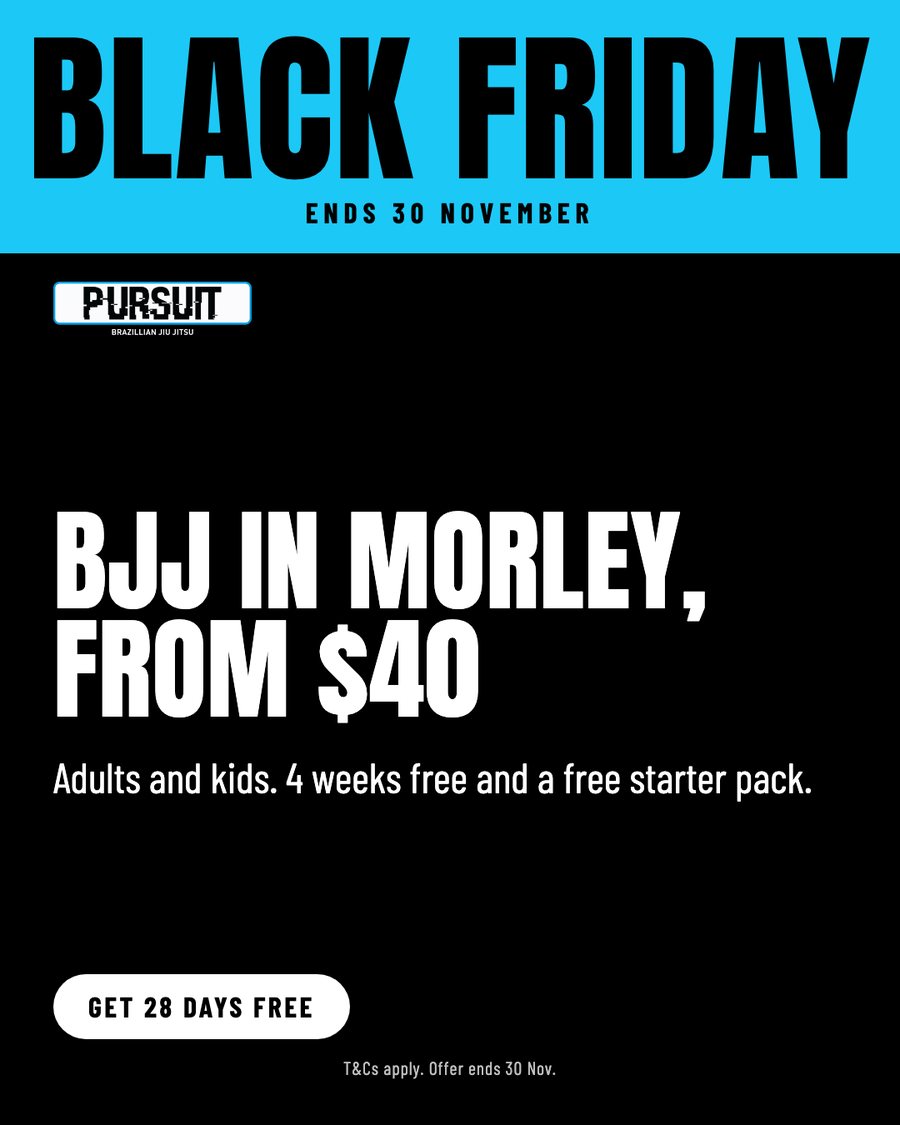 BLACK FRIDAY
ENDS 30 NOVEMBER
PURSUIT
BRAZILLIAN JIU JITSU
BJJ IN MORLEY,
FROM $40
Adults and kids. 4 weeks free and a free starter pack.
GET 28 DAYS FREE
T&Cs apply. Offer ends 30 Nov.